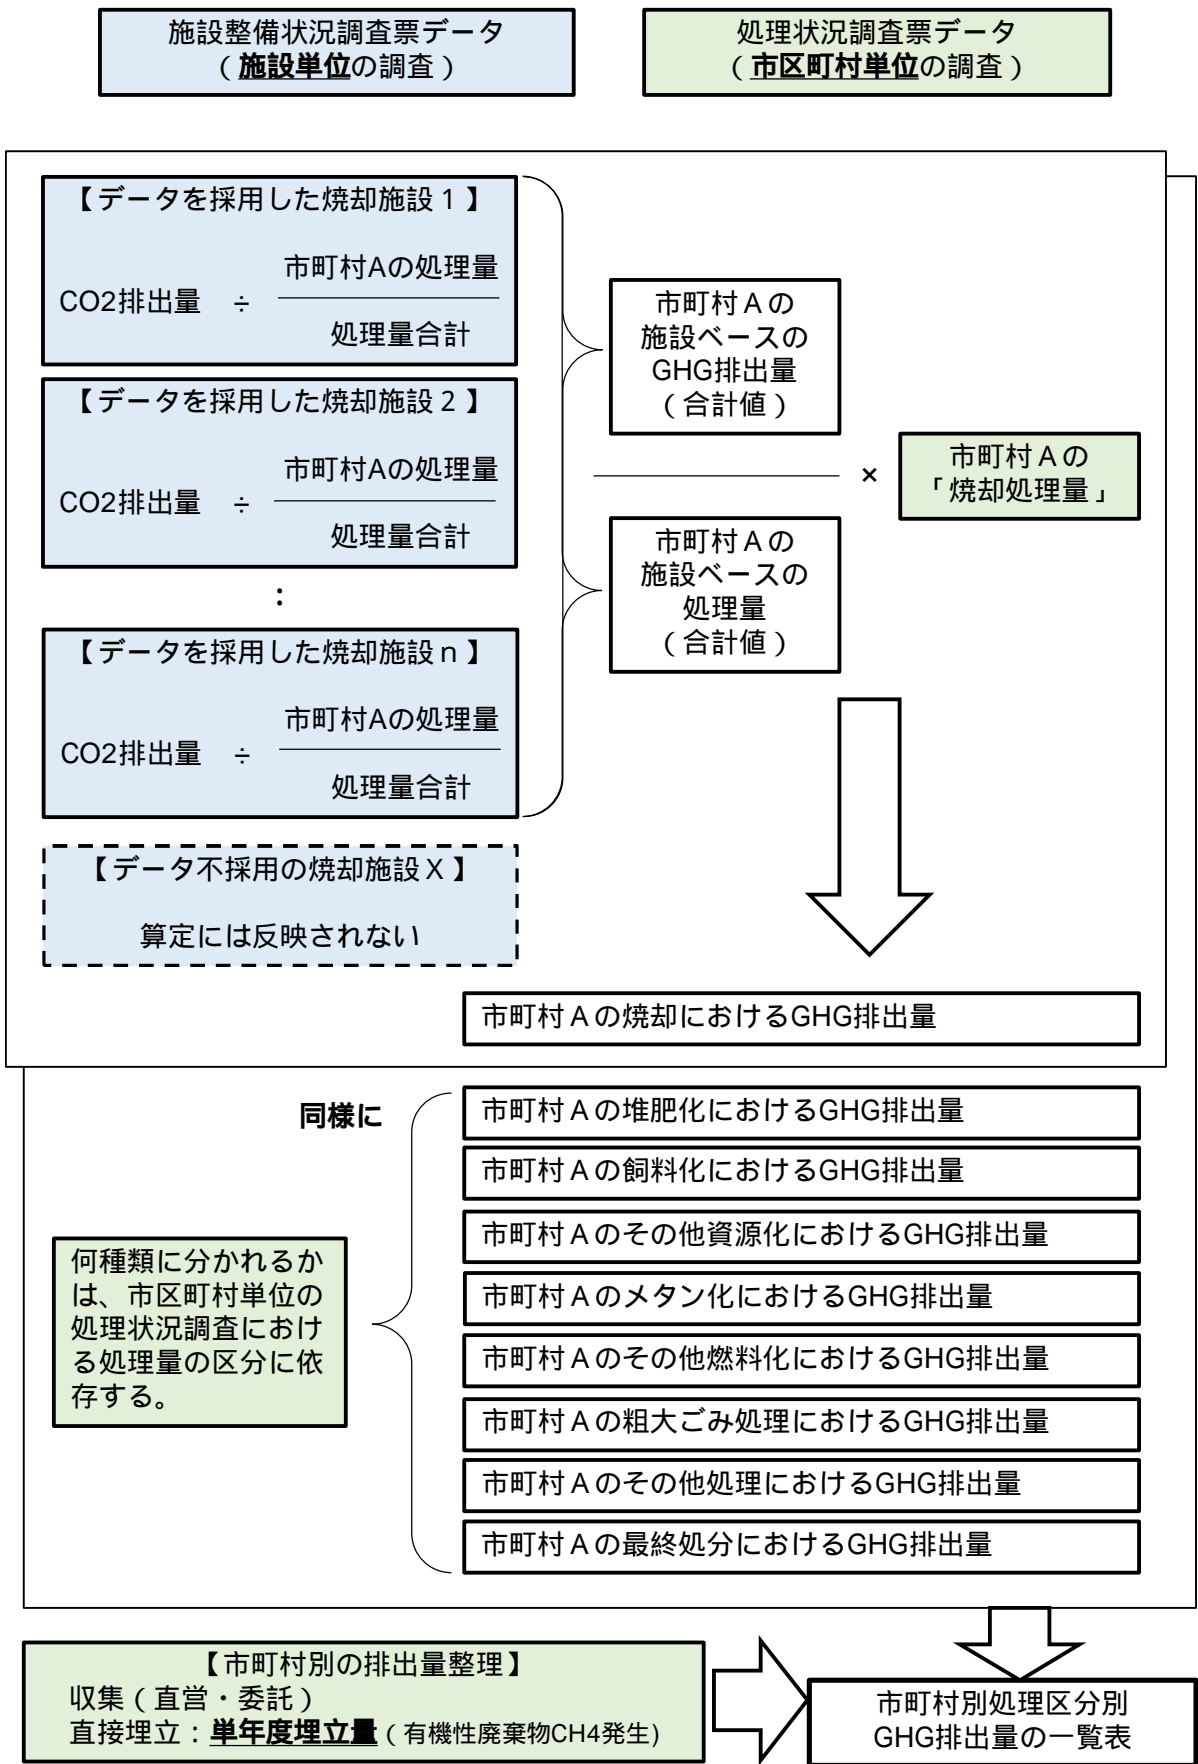 施設整備状況調査票データ
（施設単位の調査）
処理状況調査票データ
（市区町村単位の調査）
【データを採用した焼却施設1】
市町村Aの処理量
CO2排出量 ÷
処理量合計
【データを採用した焼却施設2】
市町村Aの処理量
CO2排出量 ÷
処理量合計
：
【データを採用した焼却施設n】
市町村Aの処理量
CO2排出量 ÷
処理量合計
【データ不採用の焼却施設X】
算定には反映されない
市町村Aの
施設ベースの
GHG排出量
（合計値）
市町村Aの
施設ベースの
処理量
（合計値）
×
市町村Aの
「焼却処理量」
市町村Aの焼却におけるGHG排出量
同様に
何種類に分かれるか
は、市区町村単位の
処理状況調査におけ
る処理量の区分に依
存する。
市町村Aの堆肥化におけるGHG排出量
市町村Aの飼料化におけるGHG排出量
市町村Aのその他資源化におけるGHG排出量
市町村Aのメタン化におけるGHG排出量
市町村Aのその他燃料化におけるGHG排出量
市町村Aの粗大ごみ処理におけるGHG排出量
市町村Aのその他処理におけるGHG排出量
市町村Aの最終処分におけるGHG排出量
【市町村別の排出量整理】
収集（直営・委託）
直接埋立：単年度埋立量（有機性廃棄物CH4発生）
市町村別処理区分別
GHG排出量の一覧表